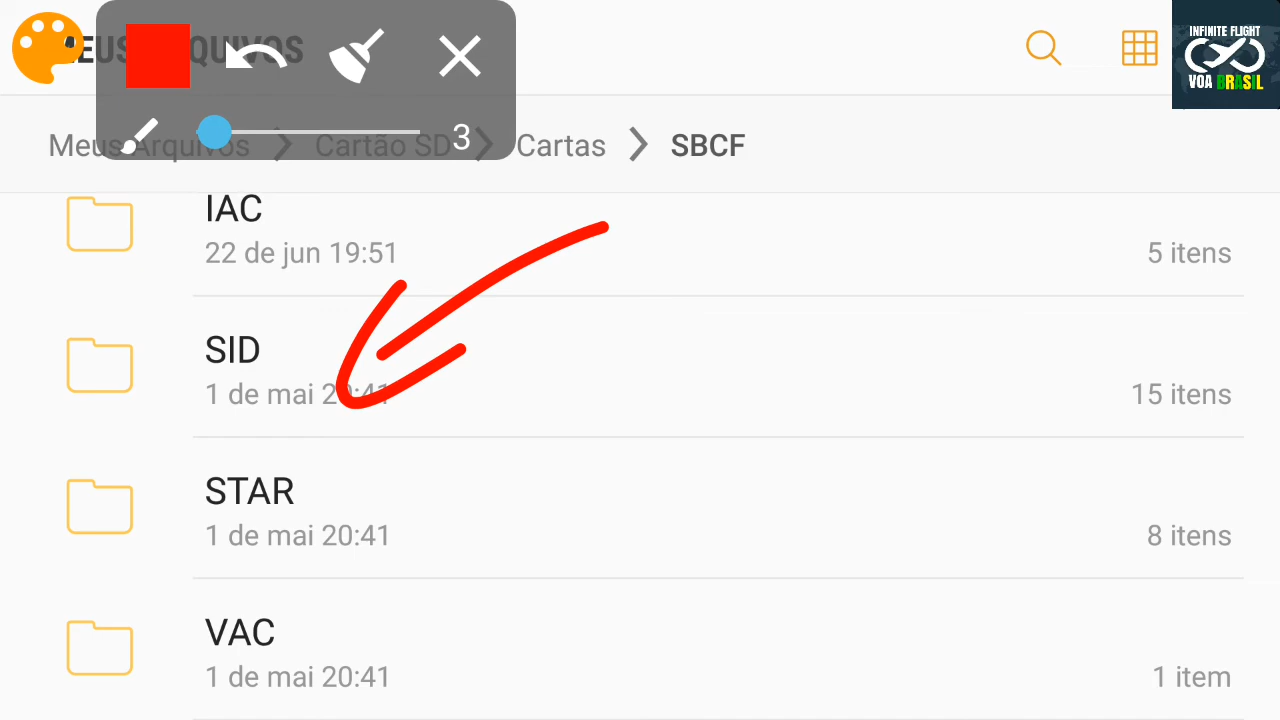 MEUS ARQUIVOS
INFINITE FLIGHT
VOA BRASIL
3
Meus Arquivos
Cartão SD
Cartas
SBCF
IAC
22 de jun 19:51
5 itens
SID
1 de mai 20:41
15 itens
STAR
1 de mai 20:41
8 itens
VAC
1 de mai 20:41
1 item